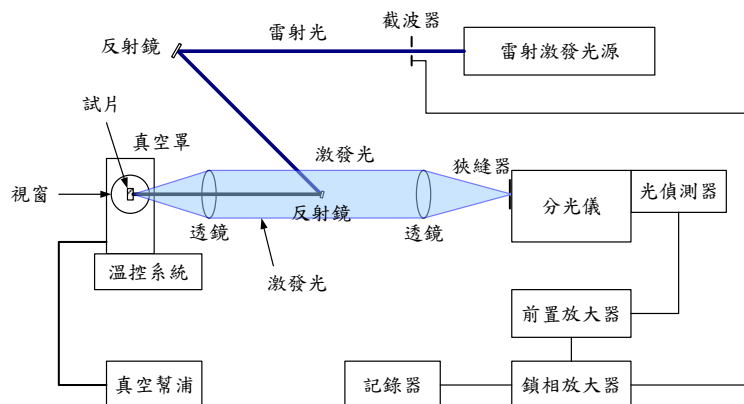 截波器
雷射光
反射鏡
雷射激發光源
試片
真空罩
激發光
狹縫器
視窗
反射鏡
分光儀
光偵測器
透鏡
透鏡
溫控系統
激發光
前置放大器
真空幫浦
記錄器
鎖相放大器